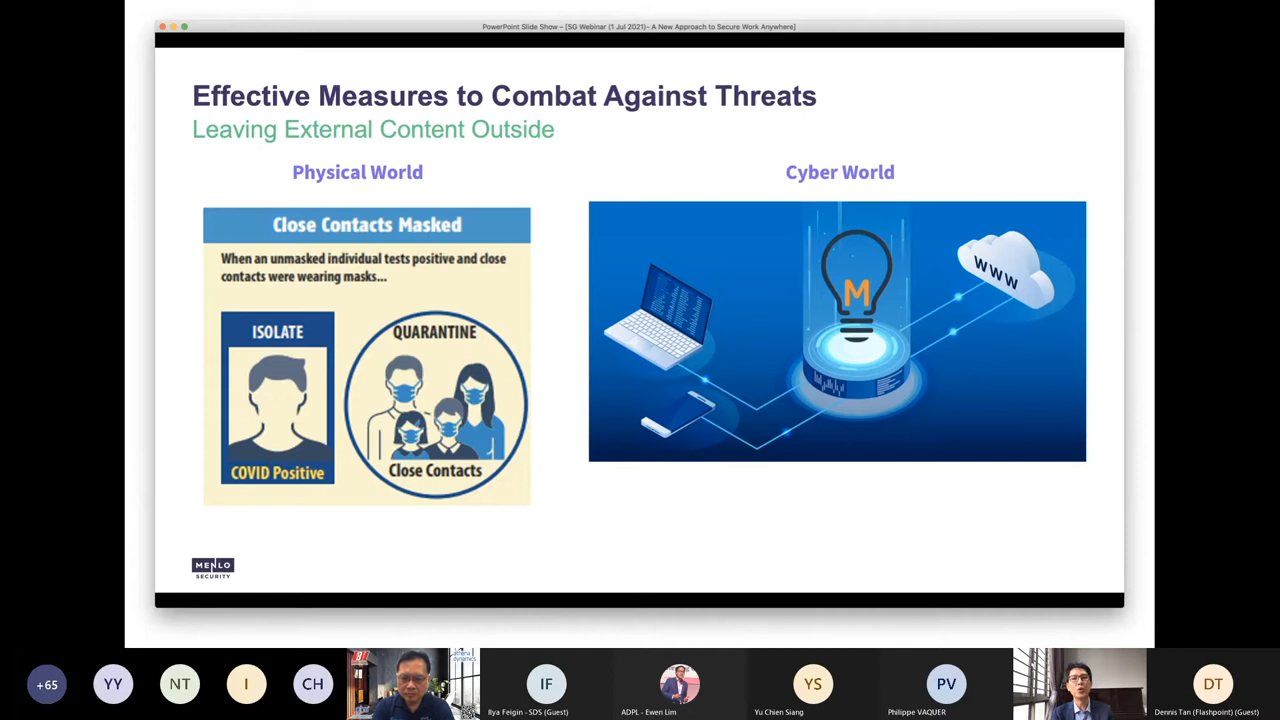 PowerPoint Slide Show – [SG Webinar (1 Jul 2021)- A New Approach to Secure Work Anywhere]
Effective Measures to Combat Against Threats
Leaving External Content Outside
Physical World
Cyber World
Close Contacts Masked
When an unmasked individual tests positive and close
contacts were wearing masks...
ISOLATE
QUARANTINE
COVID Positive
Close Contacts
M
WWW
MENLO
SECURITY
+65
YY
NT
I
CH
athena
dynamics
IF
Ilya Feigin - SDS (Guest)
ADPL - Ewen Lim
YS
Yu Chien Siang
PV
Philippe VAQUER
DT
Dennis Tan (Flashpoint) (Guest)